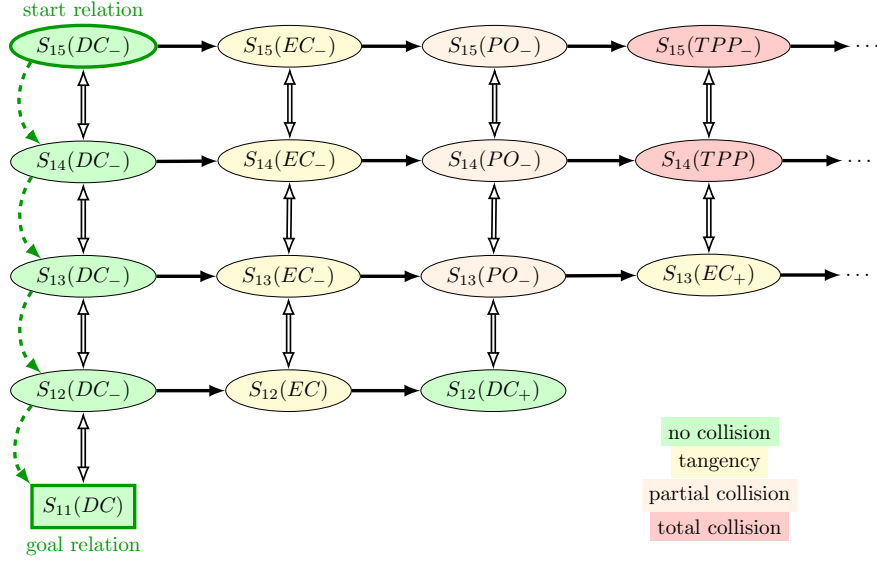 start relation
S₁₅(DC₋) S₁₅(EC₋) S₁₅(PO₋) S₁₅(TPP₋) ···
S₁₄(DC₋) S₁₄(EC₋) S₁₄(PO₋) S₁₄(TPP) ···
S₁₃(DC₋) S₁₃(EC₋) S₁₃(PO₋) S₁₃(EC₊) ···
S₁₂(DC₋) S₁₂(EC) S₁₂(DC₊)
S₁₁(DC)
goal relation
no collision
tangency
partial collision
total collision